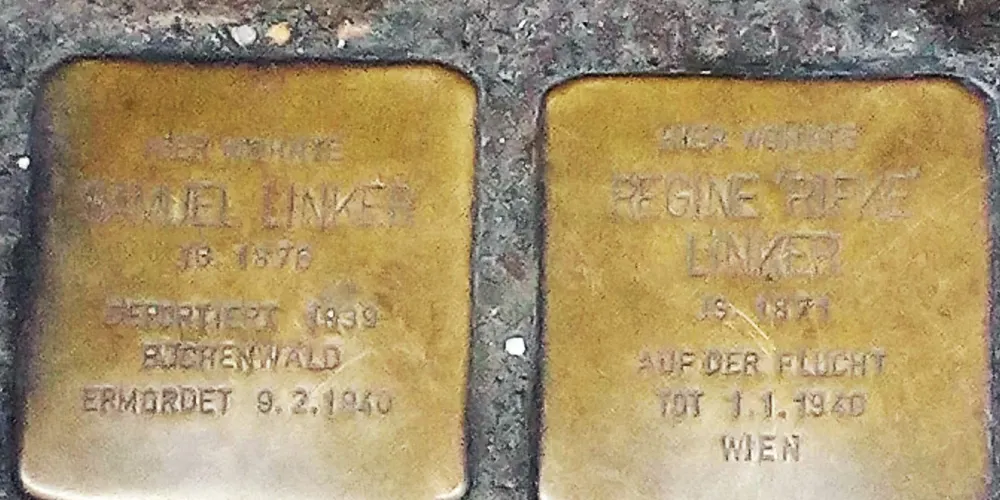 HIER WOHNTE
SAMUEL LINKER
JG. 1870
DEPORTIERT 1939
BUCHENWALD
ERMORDET 9.2.1940
HIER WOHNTE
REGINE "RIFKE"
LINKER
JG. 1871
AUF DER FLUCHT
TOT 1.1.1940
WIEN